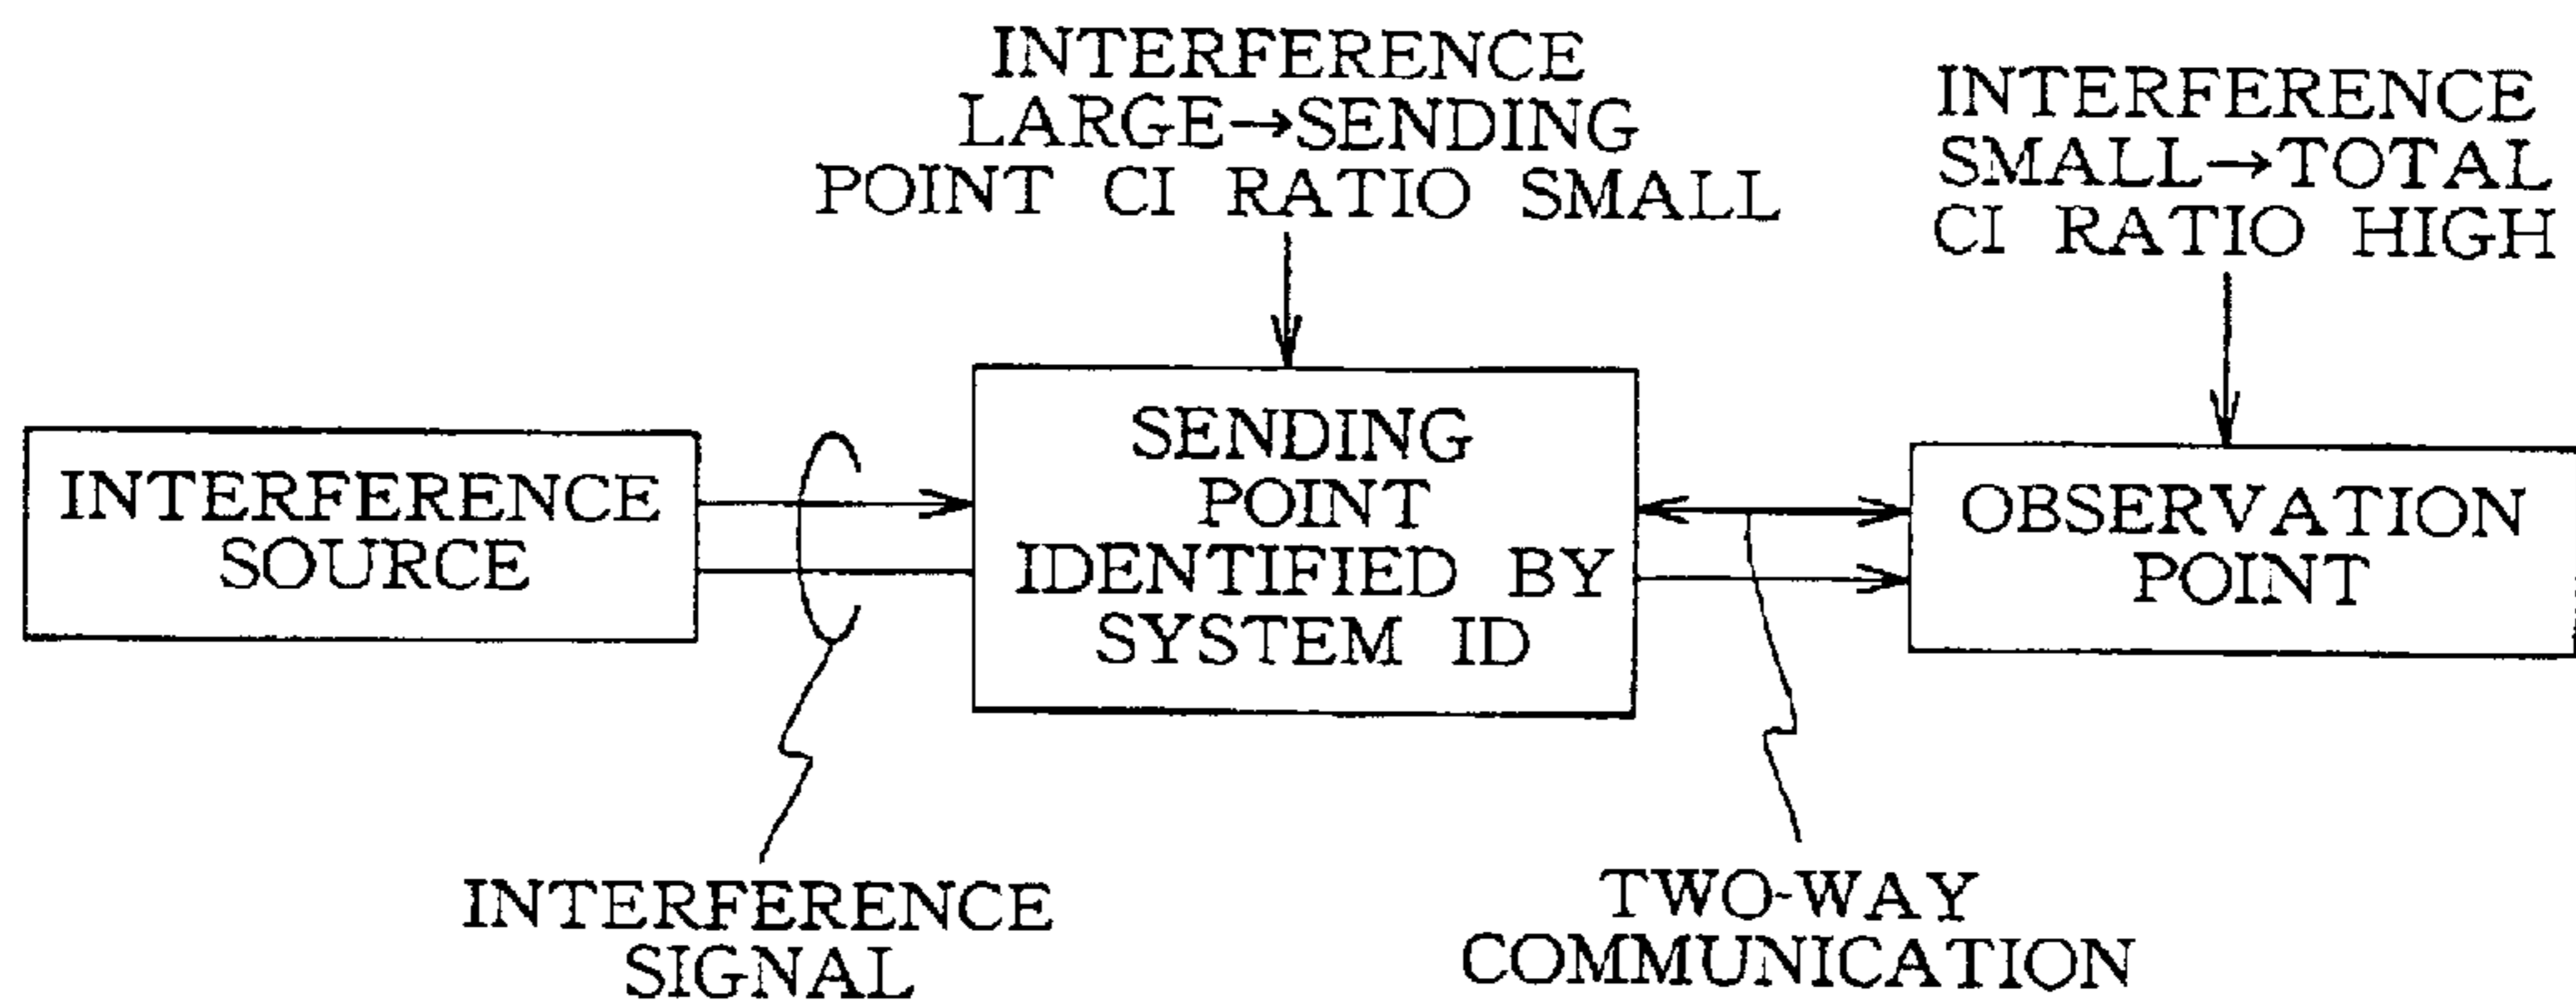 INTERFERENCE
LARGE→SENDING
POINT CI RATIO SMALL
INTERFERENCE
SMALL→TOTAL
CI RATIO HIGH
INTERFERENCE
SOURCE
SENDING
POINT
IDENTIFIED BY
SYSTEM ID
OBSERVATION
POINT
INTERFERENCE
SIGNAL
TWO-WAY
COMMUNICATION